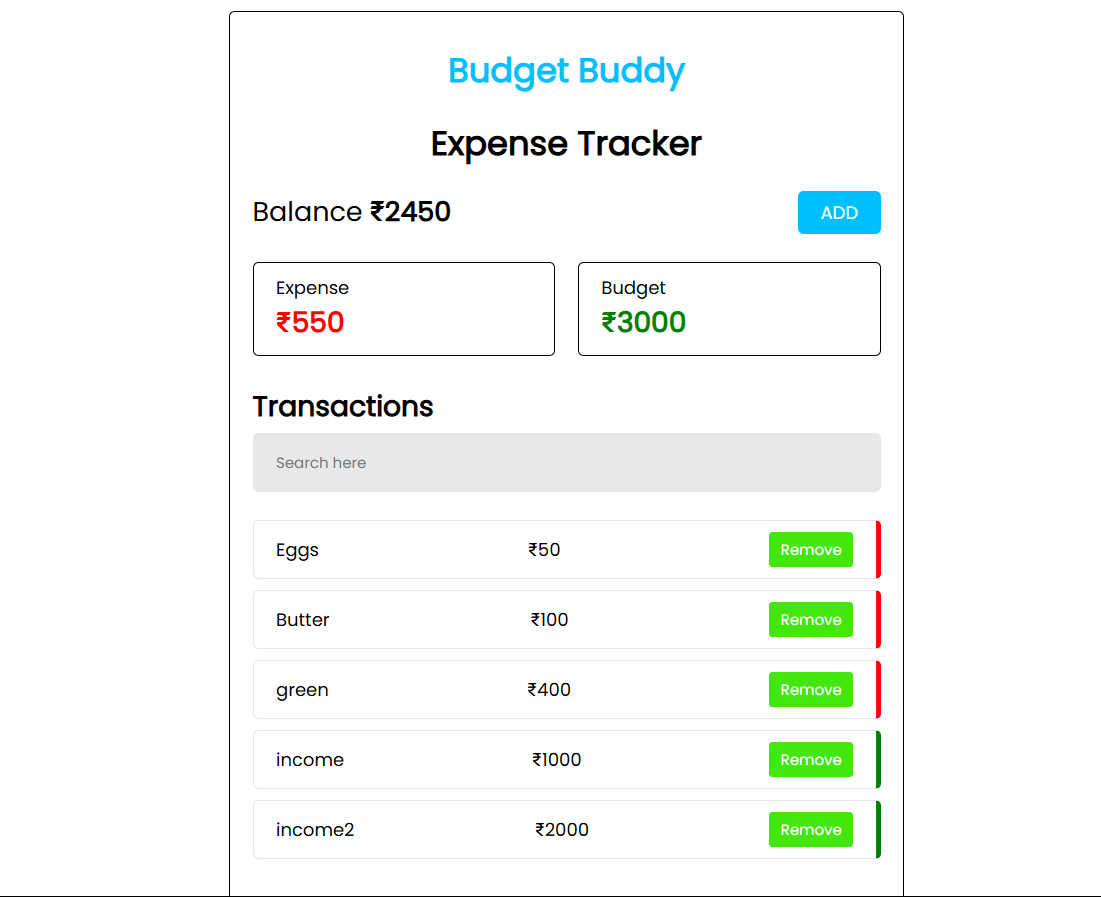 Budget Buddy
Expense Tracker
Balance ₹2450
ADD
Expense
₹550
Budget
₹3000
Transactions
Search here
Eggs ₹50 Remove
Butter ₹100 Remove
green ₹400 Remove
income ₹1000 Remove
income2 ₹2000 Remove